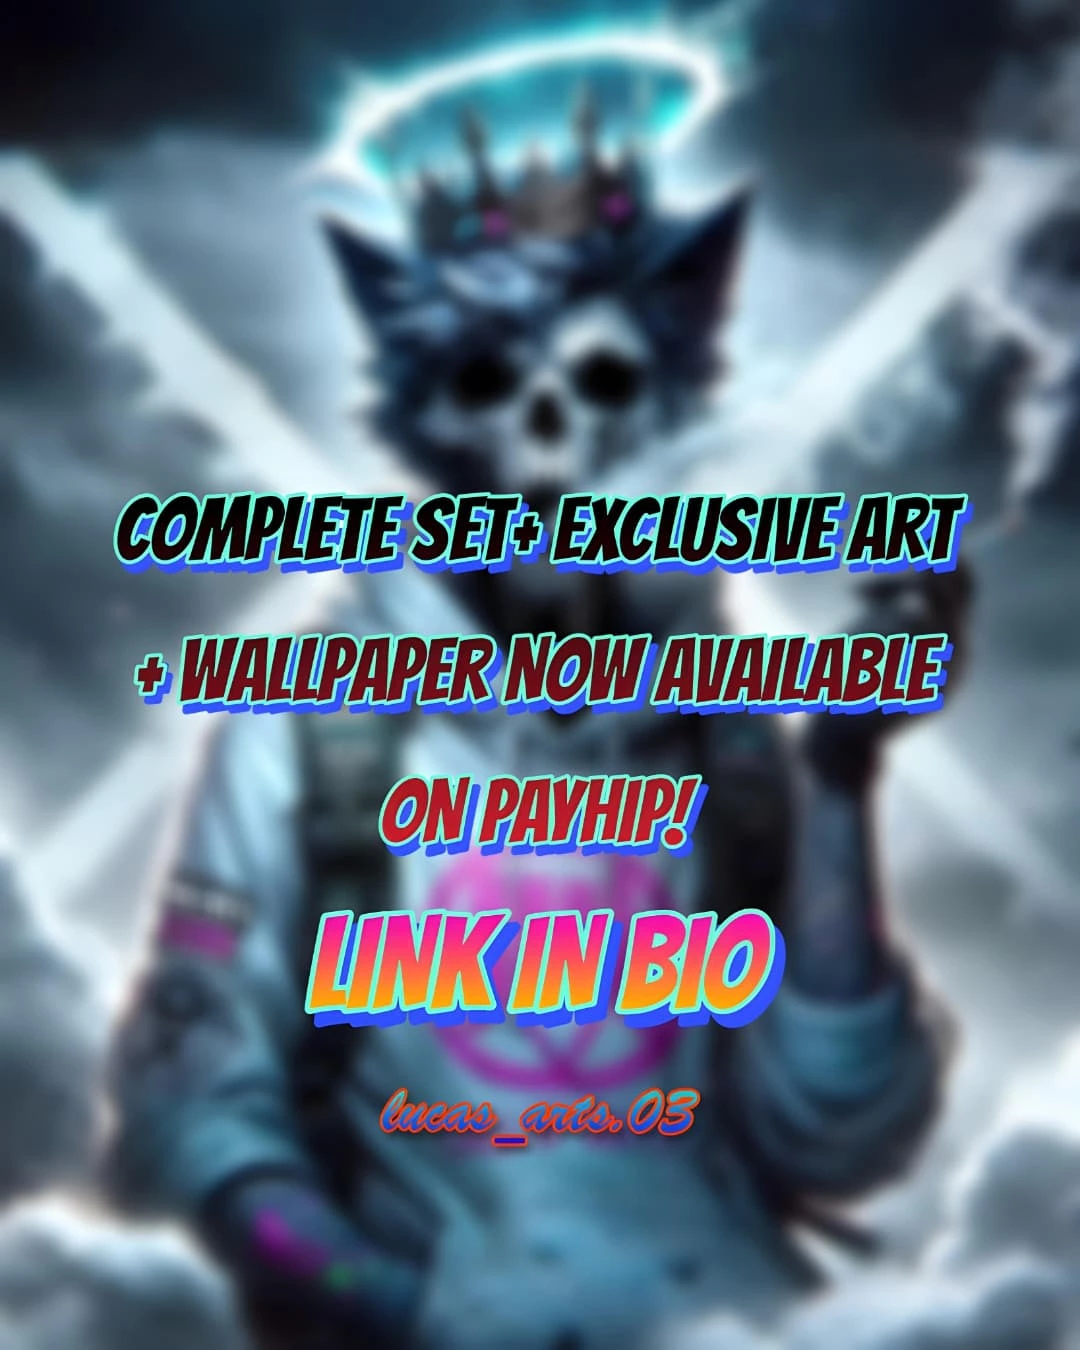 COMPLETE SET+ EXCLUSIVE ART
+ WALLPAPER NOW AVAILABLE
ON PAYHIP!
LINK IN BIO
lucas_arts.03